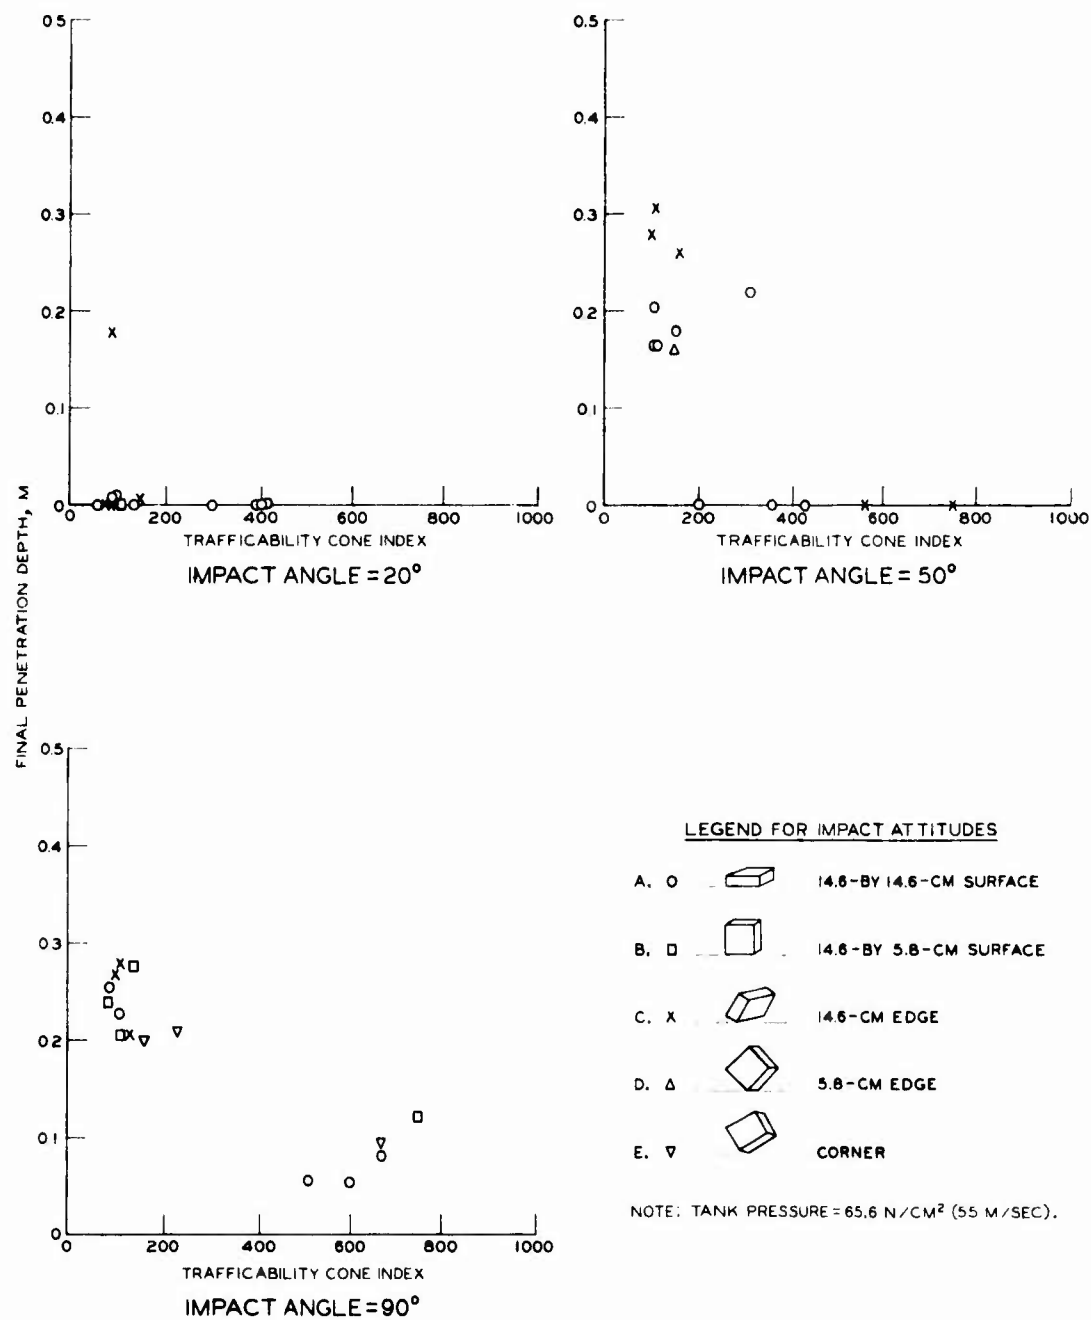 FINAL PENETRATION DEPTH, M
0.5
0.4
0.3
0.2
0.1
0
0 200 400 600 800 1000
TRAFFICABILITY CONE INDEX
IMPACT ANGLE = 20°
0.5
0.4
0.3
0.2
0.1
0
0 200 400 600 800 1000
TRAFFICABILITY CONE INDEX
IMPACT ANGLE = 50°
0.5
0.4
0.3
0.2
0.1
0
0 200 400 600 800 1000
TRAFFICABILITY CONE INDEX
IMPACT ANGLE = 90°
LEGEND FOR IMPACT ATTITUDES
A. O 14.6-BY 14.6-CM SURFACE
B. □ 14.6-BY 5.8-CM SURFACE
C. X 14.6-CM EDGE
D. △ 5.8-CM EDGE
E. ▽ CORNER
NOTE: TANK PRESSURE = 65.6 N/CM² (55 M/SEC).